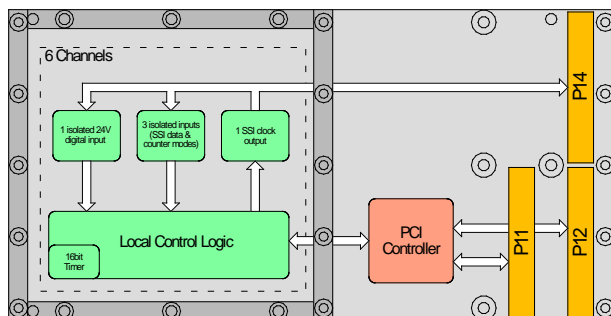 6 Channels
1 isolated 24V
digital input
3 isolated inputs
(SSI data &
counter modes)
1 SSI clock
output
P14
Local Control Logic
16bit
Timer
PCI
Controller
P11
P12